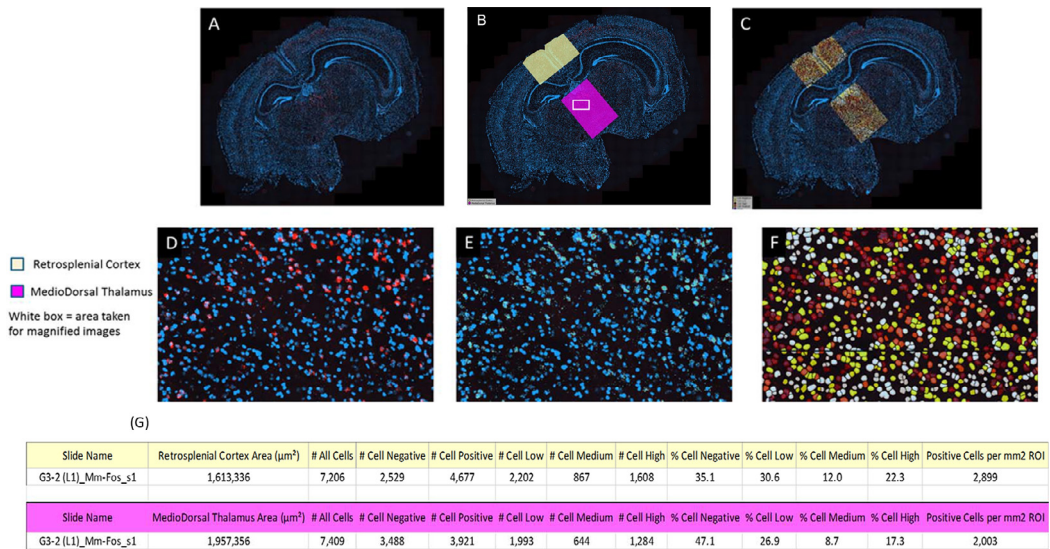 A
B
C
D
E
F
Retrosplenial Cortex
MedioDorsal Thalamus
White box = area taken
for magnified images
(G)
Slide Name Retrosplenial Cortex Area (µm²) # All Cells # Cell Negative # Cell Positive # Cell Low # Cell Medium # Cell High % Cell Negative % Cell Low % Cell Medium % Cell High Positive Cells per mm2 ROI
G3-2 (L1)_Mm-Fos_s1 1,613,336 7,206 2,529 4,677 2,202 867 1,608 35.1 30.6 12.0 22.3 2,899
Slide Name MedioDorsal Thalamus Area (µm²) # All Cells # Cell Negative # Cell Positive # Cell Low # Cell Medium # Cell High % Cell Negative % Cell Low % Cell Medium % Cell High Positive Cells per mm2 ROI
G3-2 (L1)_Mm-Fos_s1 1,957,356 7,409 3,488 3,921 1,993 644 1,284 47.1 26.9 8.7 17.3 2,003